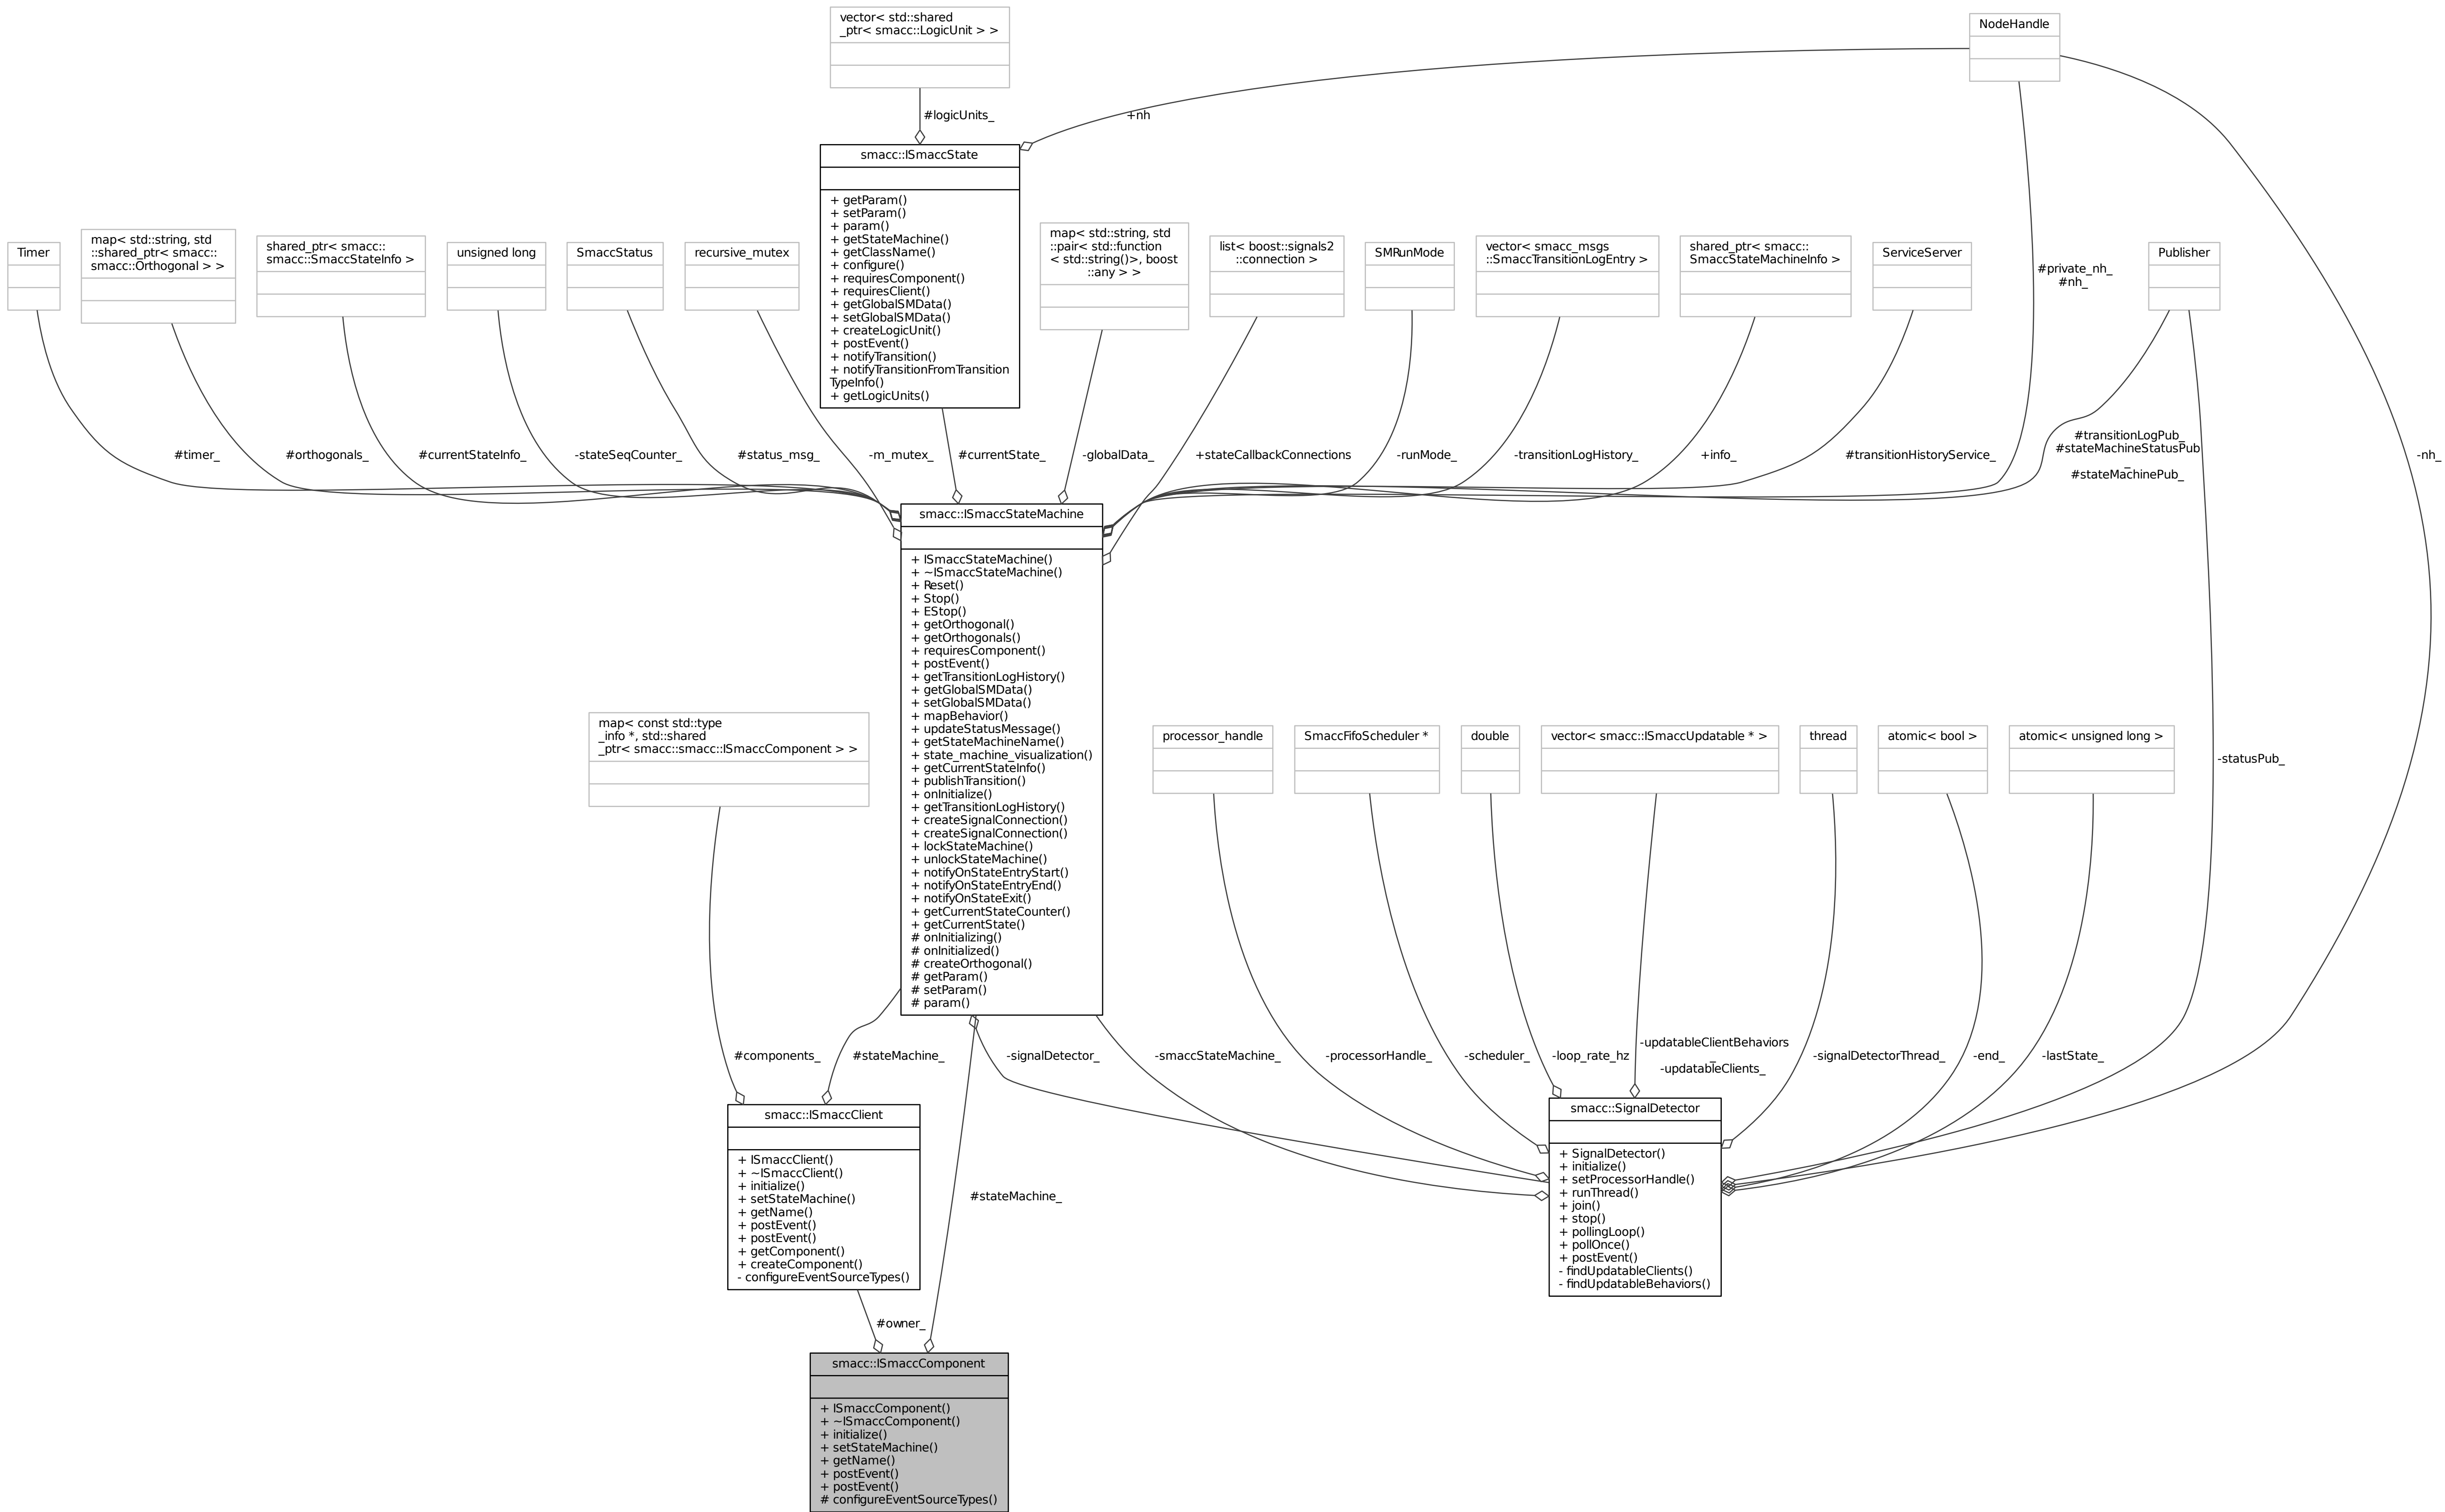 vector< std::shared
_ptr< smacc::LogicUnit > >
NodeHandle
#logicUnits_
+nh
smacc::ISmaccState
+ getParam()
+ setParam()
+ param()
+ getStateMachine()
+ getClassName()
+ configure()
+ requiresComponent()
+ requiresClient()
+ getGlobalSMData()
+ setGlobalSMData()
+ createLogicUnit()
+ postEvent()
+ notifyTransition()
+ notifyTransitionFromTransition
TypeInfo()
+ getLogicUnits()
Timer
map< std::string, std
::shared_ptr< smacc::
smacc::Orthogonal > >
shared_ptr< smacc::
smacc::SmaccStateInfo >
unsigned long
SmaccStatus
recursive_mutex
map< std::string, std
::pair< std::function
< std::string()>, boost
::any > >
list< boost::signals2
::connection >
SMRunMode
vector< smacc_msgs
::SmaccTransitionLogEntry >
shared_ptr< smacc::
SmaccStateMachineInfo >
ServiceServer
#private_nh_
#nh_
Publisher
#timer_
#orthogonals_
#currentStateInfo_
-stateSeqCounter_
#status_msg_
-m_mutex_
#currentState_
-globalData_
+stateCallbackConnections
-runMode_
-transitionLogHistory_
+info_
#transitionHistoryService_
#transitionLogPub_
#stateMachineStatusPub
_
#stateMachinePub_
-nh_
smacc::ISmaccStateMachine
+ ISmaccStateMachine()
+ ~ISmaccStateMachine()
+ Reset()
+ Stop()
+ EStop()
+ getOrthogonal()
+ getOrthogonals()
+ requiresComponent()
+ postEvent()
+ getTransitionLogHistory()
+ getGlobalSMData()
+ setGlobalSMData()
+ mapBehavior()
+ updateStatusMessage()
+ getStateMachineName()
+ state_machine_visualization()
+ getCurrentStateInfo()
+ publishTransition()
+ onInitialize()
+ getTransitionLogHistory()
+ createSignalConnection()
+ createSignalConnection()
+ lockStateMachine()
+ unlockStateMachine()
+ notifyOnStateEntryStart()
+ notifyOnStateEntryEnd()
+ notifyOnStateExit()
+ getCurrentStateCounter()
+ getCurrentState()
# onInitializing()
# onInitialized()
# createOrthogonal()
# getParam()
# setParam()
# param()
map< const std::type
_info *, std::shared
_ptr< smacc::smacc::ISmaccComponent > >
processor_handle
SmaccFifoScheduler *
double
vector< smacc::ISmaccUpdatable * >
thread
atomic< bool >
atomic< unsigned long >
-statusPub_
#components_
#stateMachine_
-signalDetector_
-smaccStateMachine_
-processorHandle_
-scheduler_
-loop_rate_hz
-updatableClientBehaviors
_
-updatableClients_
-signalDetectorThread_
-end_
-lastState_
smacc::ISmaccClient
+ ISmaccClient()
+ ~ISmaccClient()
+ initialize()
+ setStateMachine()
+ getName()
+ postEvent()
+ postEvent()
+ getComponent()
+ createComponent()
- configureEventSourceTypes()
#stateMachine_
smacc::SignalDetector
+ SignalDetector()
+ initialize()
+ setProcessorHandle()
+ runThread()
+ join()
+ stop()
+ pollingLoop()
+ pollOnce()
+ postEvent()
- findUpdatableClients()
- findUpdatableBehaviors()
#owner_
smacc::ISmaccComponent
+ ISmaccComponent()
+ ~ISmaccComponent()
+ initialize()
+ setStateMachine()
+ getName()
+ postEvent()
+ postEvent()
# configureEventSourceTypes()